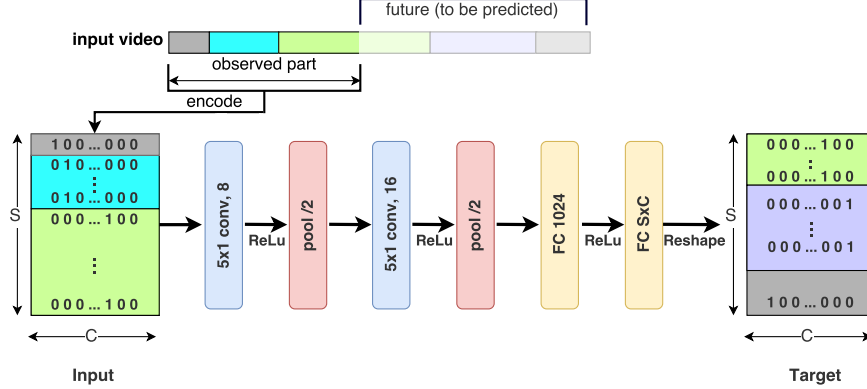 future (to be predicted)
input video
observed part
encode
1 0 0 ... 0 0 0
0 1 0 ... 0 0 0
0 1 0 ... 0 0 0
0 0 0 ... 1 0 0
0 0 0 ... 1 0 0
S
C
Input
5x1 conv, 8
ReLu
pool /2
5x1 conv, 16
ReLu
pool /2
FC 1024
ReLu
FC SxC
Reshape
S
0 0 0 ... 1 0 0
0 0 0 ... 1 0 0
0 0 0 ... 0 0 1
0 0 0 ... 0 0 1
1 0 0 ... 0 0 0
C
Target